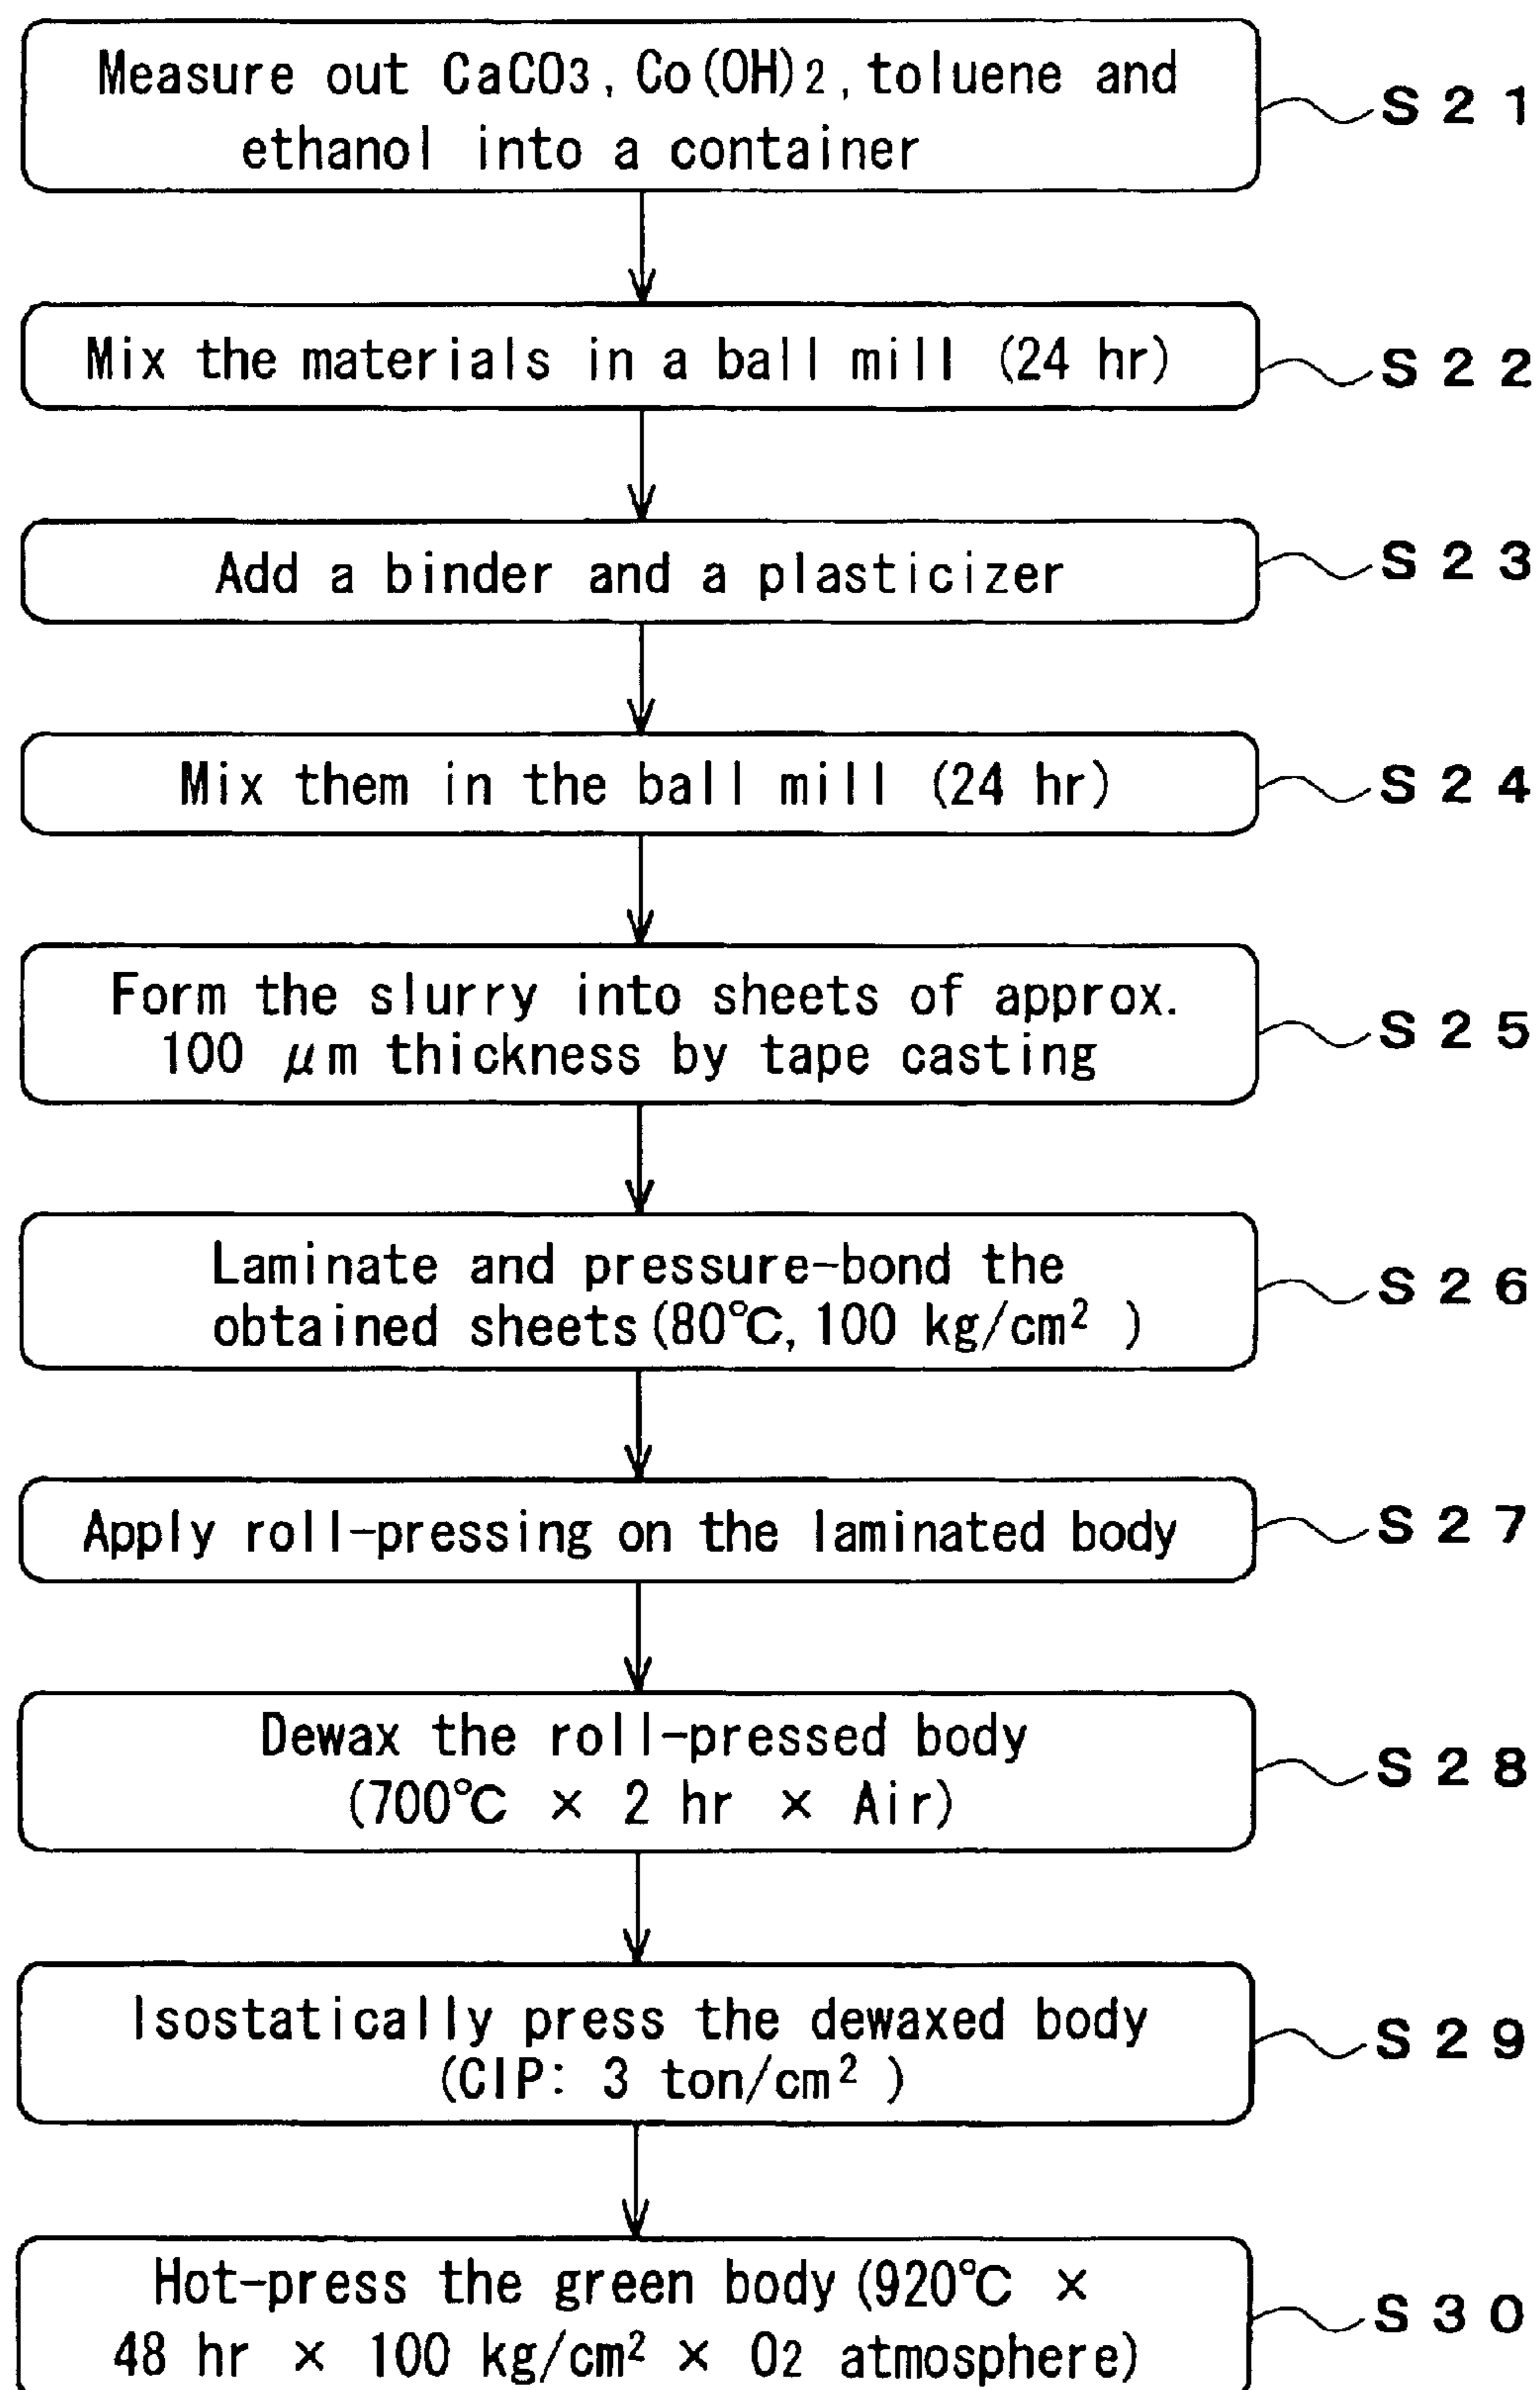 Measure out CaCO3, Co(OH)2, toluene and
ethanol into a container
S21
Mix the materials in a ball mill (24 hr)
S22
Add a binder and a plasticizer
S23
Mix them in the ball mill (24 hr)
S24
Form the slurry into sheets of approx.
100 μm thickness by tape casting
S25
Laminate and pressure-bond the
obtained sheets (80℃, 100 kg/cm² )
S26
Apply roll-pressing on the laminated body
S27
Dewax the roll-pressed body
(700℃ × 2 hr × Air)
S28
Isostatically press the dewaxed body
(CIP: 3 ton/cm² )
S29
Hot-press the green body (920℃ ×
48 hr × 100 kg/cm² × O2 atmosphere)
S30